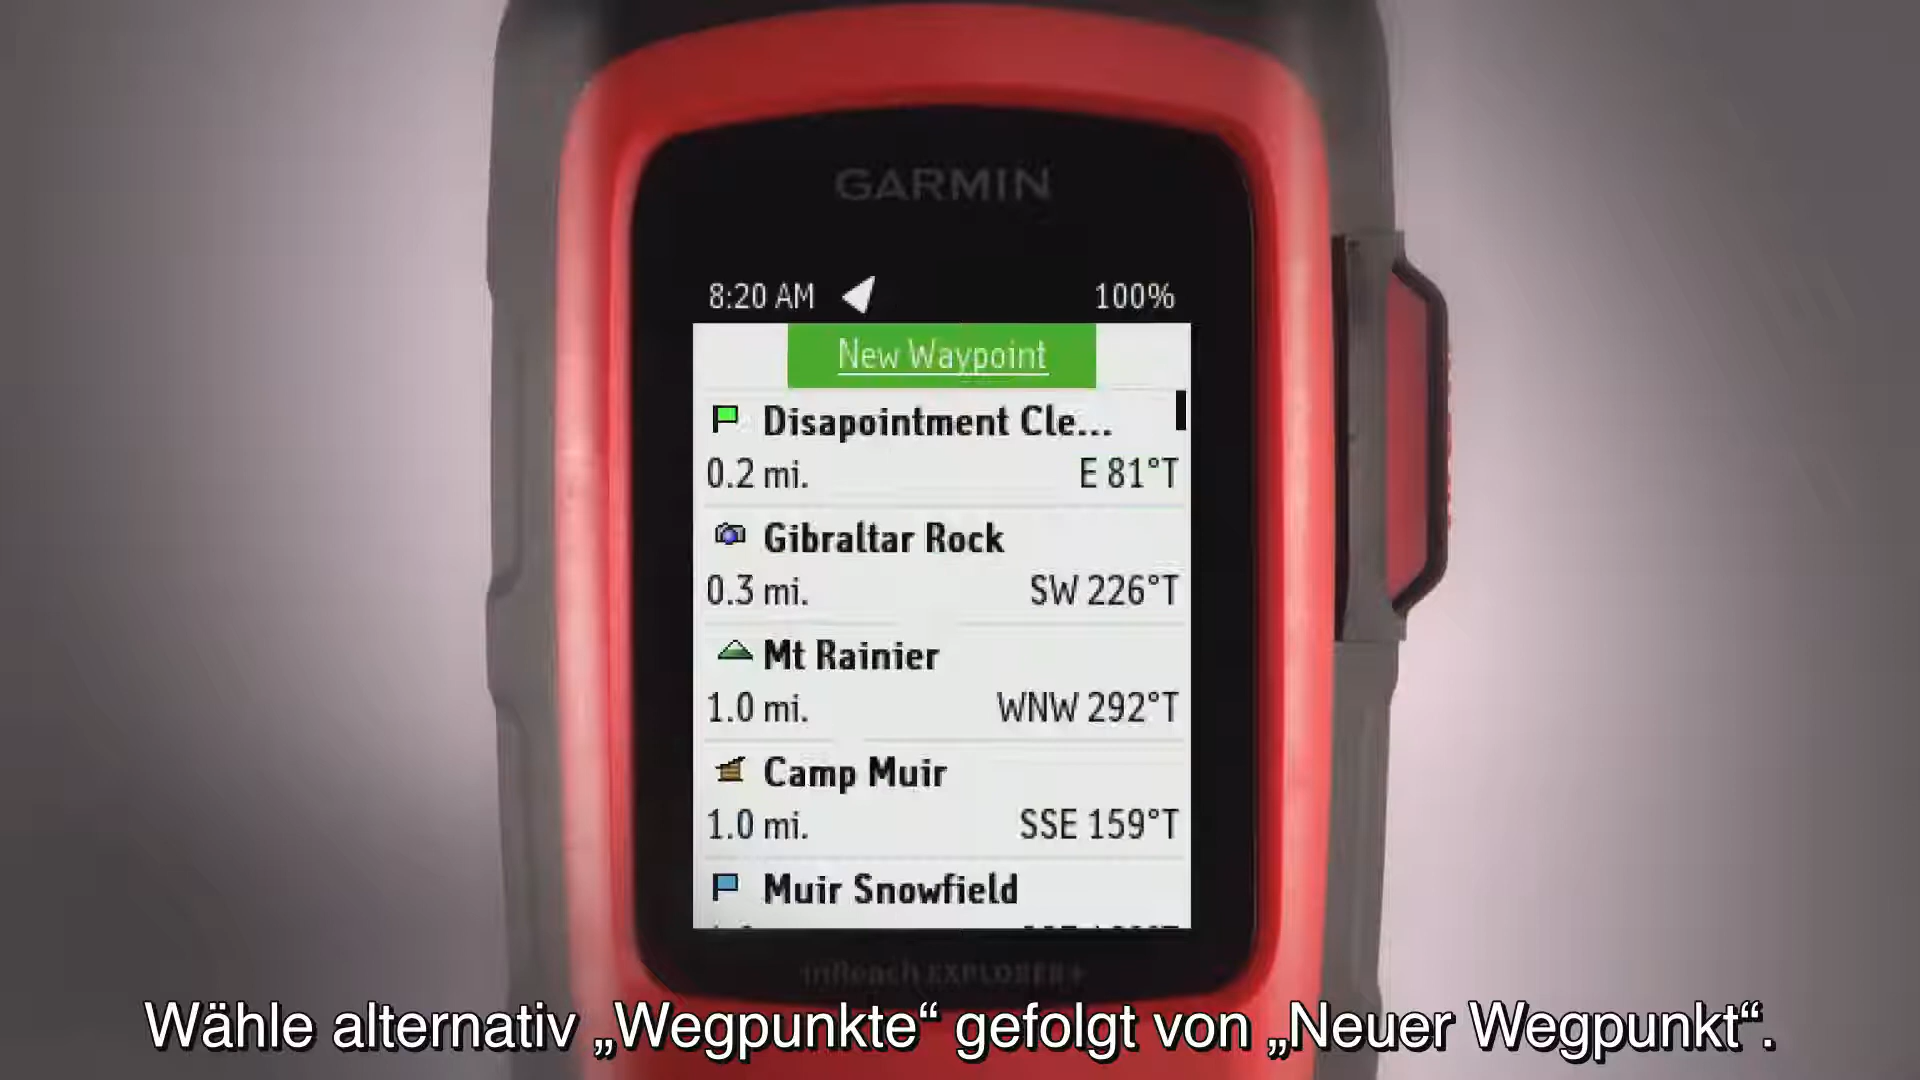 GARMIN
8:20 AM 100%
New Waypoint
Disapointment Cle...
0.2 mi. E 81°T
Gibraltar Rock
0.3 mi. SW 226°T
Mt Rainier
1.0 mi. WNW 292°T
Camp Muir
1.0 mi. SSE 159°T
Muir Snowfield
inReach EXPLORER+
Wähle alternativ „Wegpunkte“ gefolgt von „Neuer Wegpunkt“.